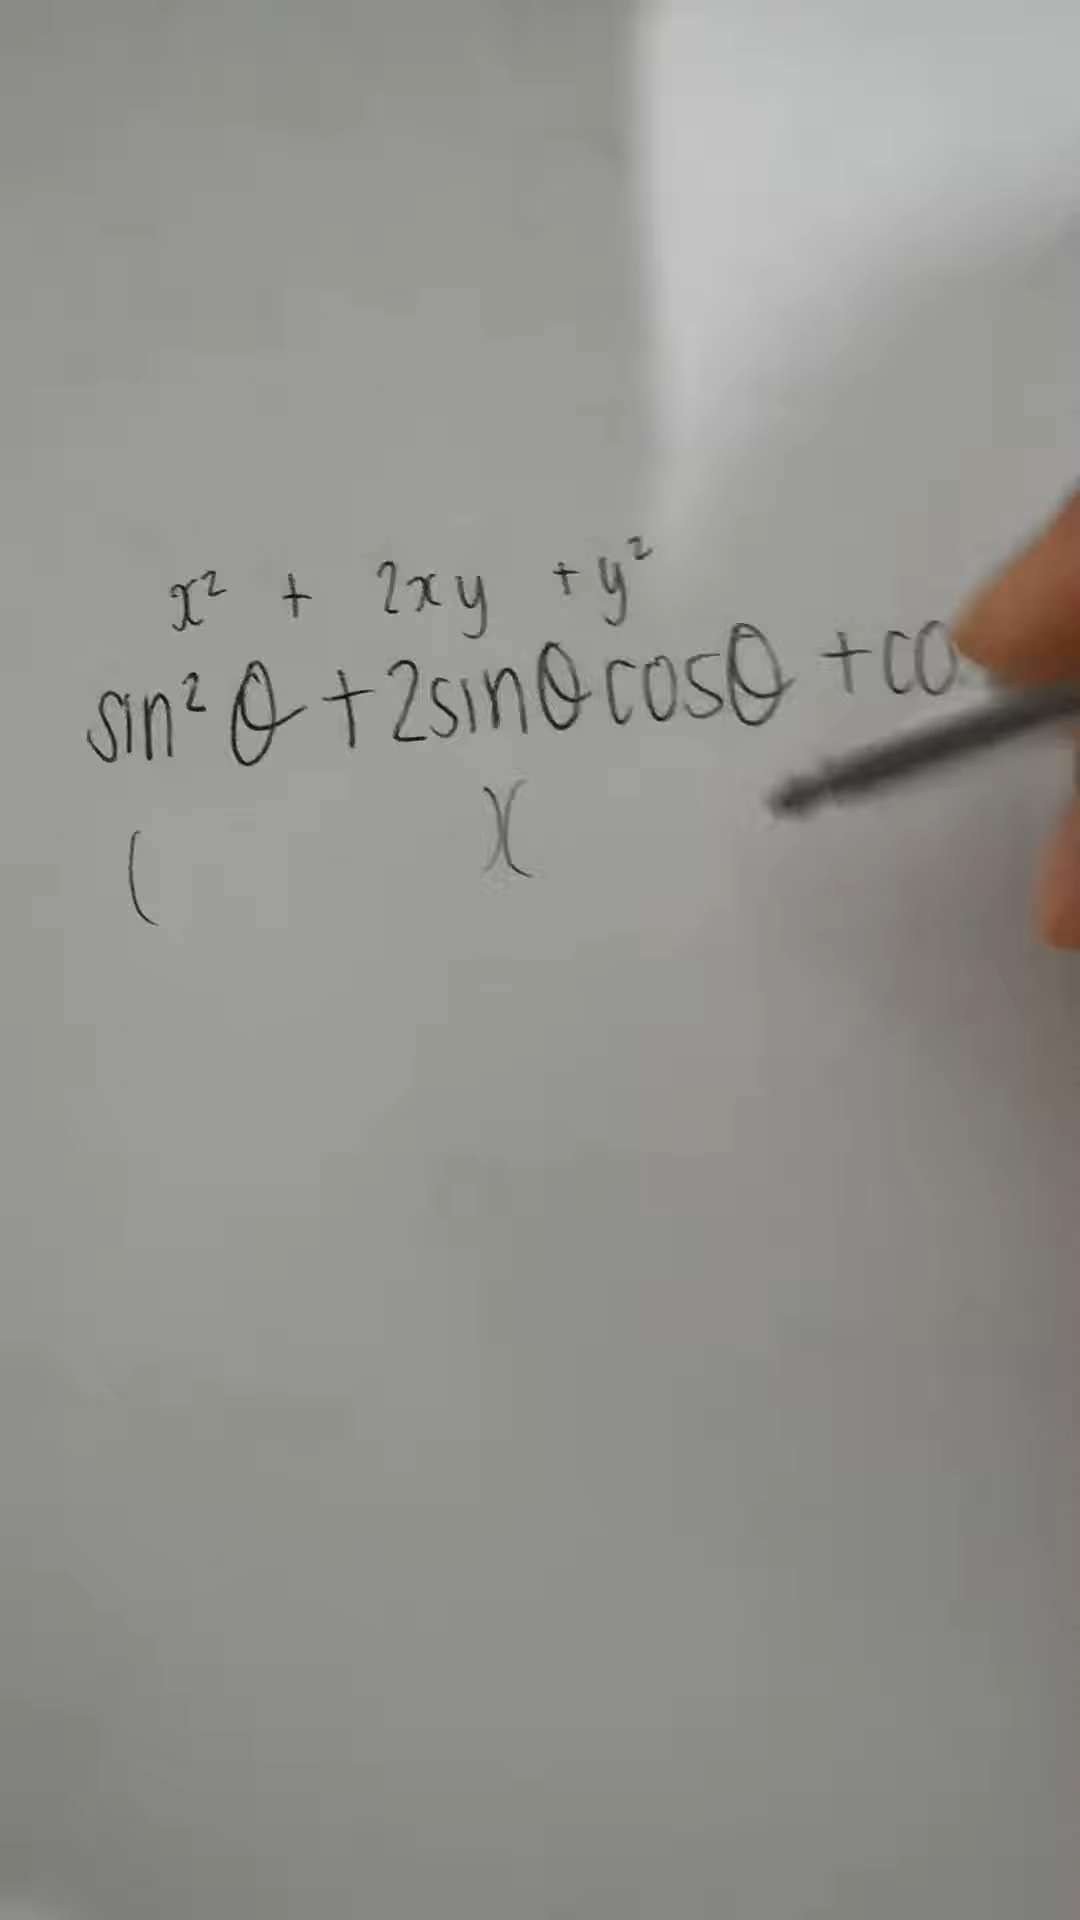 x² + 2xy + y²
sin²θ + 2sinθcosθ + co
( )(